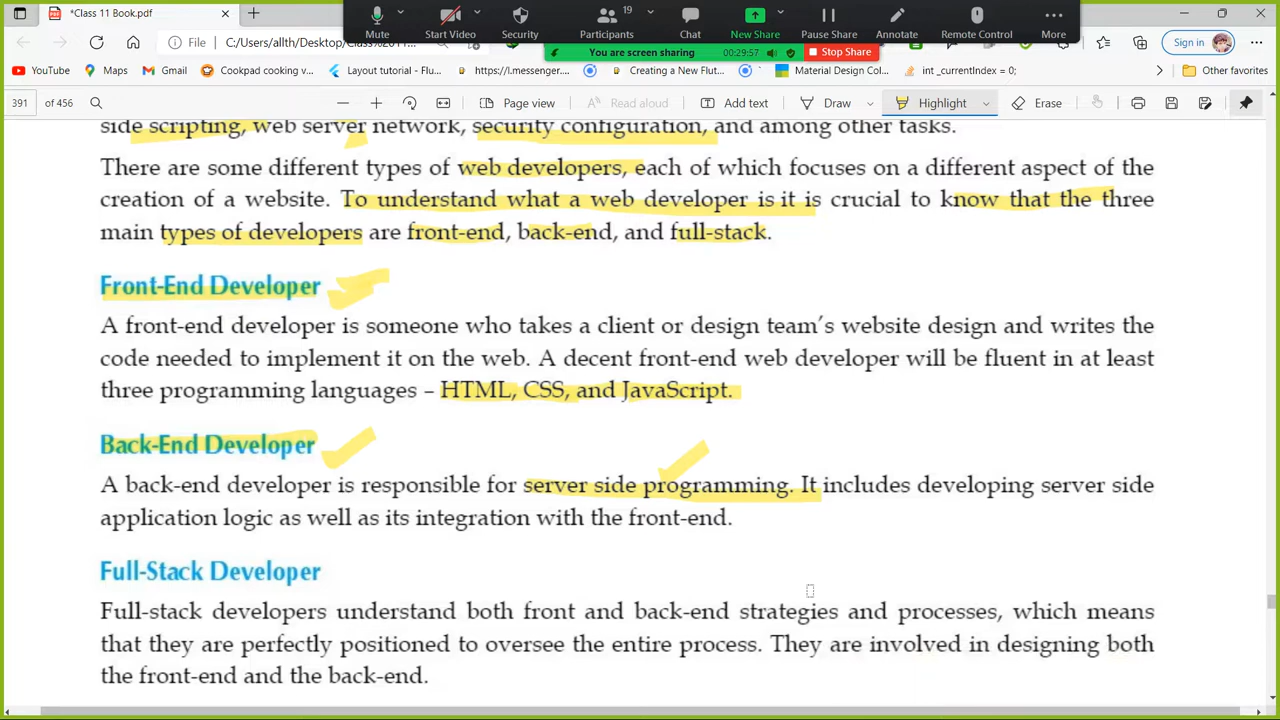 *Class 11 Book.pdf
19
Mute
Start Video
Security
Participants
Chat
New Share
Pause Share
Annotate
Remote Control
More
You are screen sharing
00:29:57
Stop Share
File
C:/Users/allth/Desktop/Class%2011...
Sign in
YouTube
Maps
Gmail
Cookpad cooking v...
Layout tutorial - Flu...
https://l.messenger...
Creating a New Flut...
Material Design Col...
int _currentIndex = 0;
Other favorites
391
of 456
Page view
Read aloud
Add text
Draw
Highlight
Erase
side scripting, web server network, security configuration, and among other tasks.
There are some different types of web developers, each of which focuses on a different aspect of the
creation of a website. To understand what a web developer is it is crucial to know that the three
main types of developers are front-end, back-end, and full-stack.
Front-End Developer
A front-end developer is someone who takes a client or design team's website design and writes the
code needed to implement it on the web. A decent front-end web developer will be fluent in at least
three programming languages – HTML, CSS, and JavaScript.
Back-End Developer
A back-end developer is responsible for server side programming. It includes developing server side
application logic as well as its integration with the front-end.
Full-Stack Developer
Full-stack developers understand both front and back-end strategies and processes, which means
that they are perfectly positioned to oversee the entire process. They are involved in designing both
the front-end and the back-end.